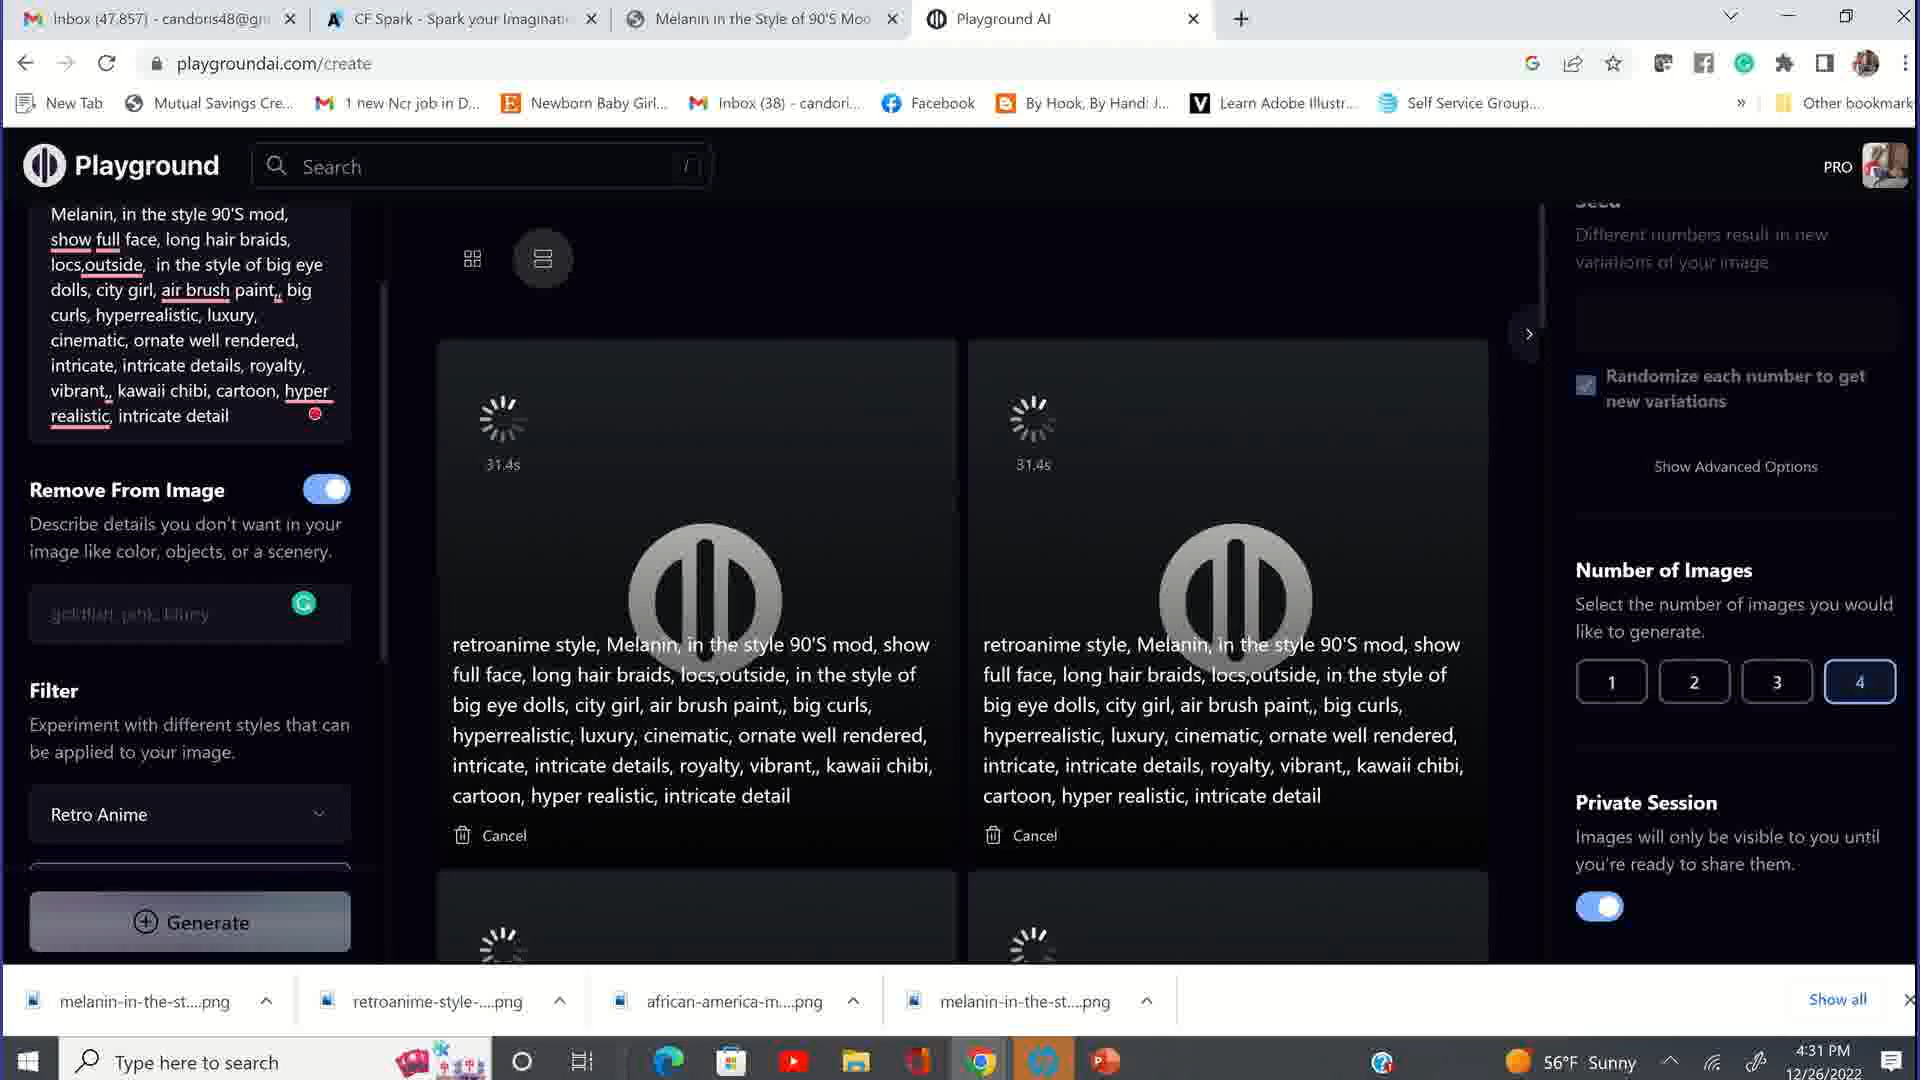 Inbox (47,857) - candoris48@gm
CF Spark - Spark your Imaginati
Melanin in the Style of 90'S Moo
Playground AI
playgroundai.com/create
New Tab
Mutual Savings Cre...
1 new Ncr job in D...
Newborn Baby Girl...
Inbox (38) - candori...
Facebook
By Hook, By Hand: J...
Learn Adobe Illustr...
Self Service Group...
»
Other bookmark
Playground
Search
/
PRO
Melanin, in the style 90'S mod,
show full face, long hair braids,
locs,outside, in the style of big eye
dolls, city girl, air brush paint,, big
curls, hyperrealistic, luxury,
cinematic, ornate well rendered,
intricate, intricate details, royalty,
vibrant,, kawaii chibi, cartoon, hyper
realistic, intricate detail
Remove From Image
Describe details you don't want in your
image like color, objects, or a scenery.
Filter
Experiment with different styles that can
be applied to your image.
Retro Anime
Generate
31.4s
retroanime style, Melanin, in the style 90'S mod, show
full face, long hair braids, locs,outside, in the style of
big eye dolls, city girl, air brush paint,, big curls,
hyperrealistic, luxury, cinematic, ornate well rendered,
intricate, intricate details, royalty, vibrant,, kawaii chibi,
cartoon, hyper realistic, intricate detail
Cancel
31.4s
retroanime style, Melanin, in the style 90'S mod, show
full face, long hair braids, locs,outside, in the style of
big eye dolls, city girl, air brush paint,, big curls,
hyperrealistic, luxury, cinematic, ornate well rendered,
intricate, intricate details, royalty, vibrant,, kawaii chibi,
cartoon, hyper realistic, intricate detail
Cancel
Seed
Different numbers result in new
variations of your image.
Randomize each number to get
new variations
Show Advanced Options
Number of Images
Select the number of images you would
like to generate.
1
2
3
4
Private Session
Images will only be visible to you until
you're ready to share them.
melanin-in-the-st....png
retroanime-style-....png
african-america-m....png
melanin-in-the-st....png
Show all
Type here to search
56°F Sunny
4:31 PM
12/26/2022